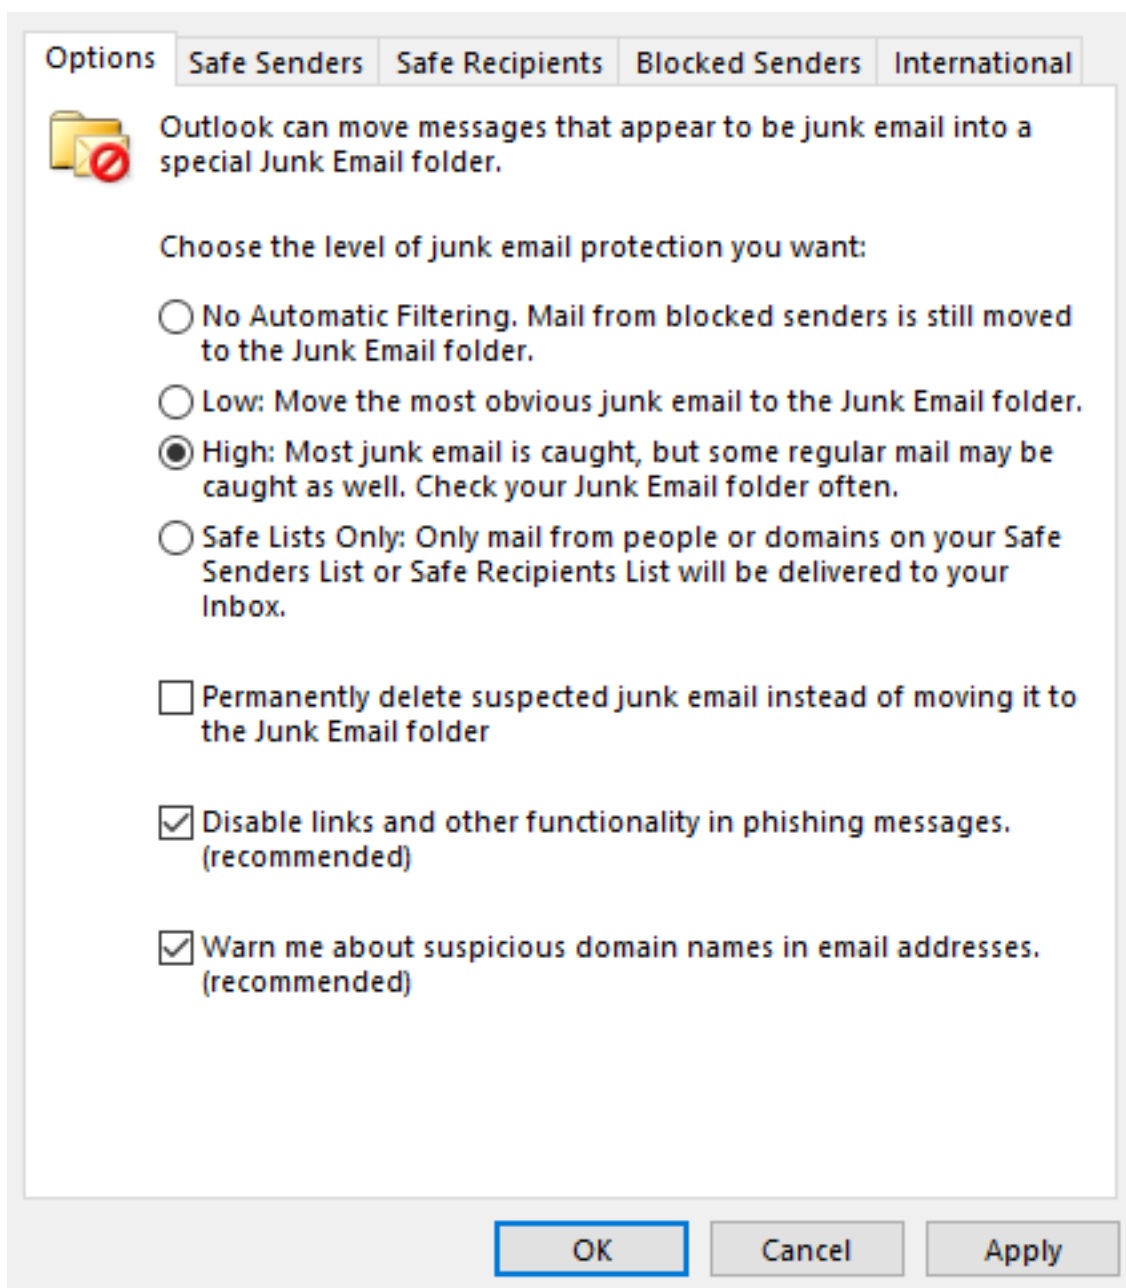 Options Safe Senders Safe Recipients Blocked Senders International
Outlook can move messages that appear to be junk email into a
special Junk Email folder.
Choose the level of junk email protection you want:
No Automatic Filtering. Mail from blocked senders is still moved
to the Junk Email folder.
Low: Move the most obvious junk email to the Junk Email folder.
High: Most junk email is caught, but some regular mail may be
caught as well. Check your Junk Email folder often.
Safe Lists Only: Only mail from people or domains on your Safe
Senders List or Safe Recipients List will be delivered to your
Inbox.
Permanently delete suspected junk email instead of moving it to
the Junk Email folder
Disable links and other functionality in phishing messages.
(recommended)
Warn me about suspicious domain names in email addresses.
(recommended)
OK Cancel Apply